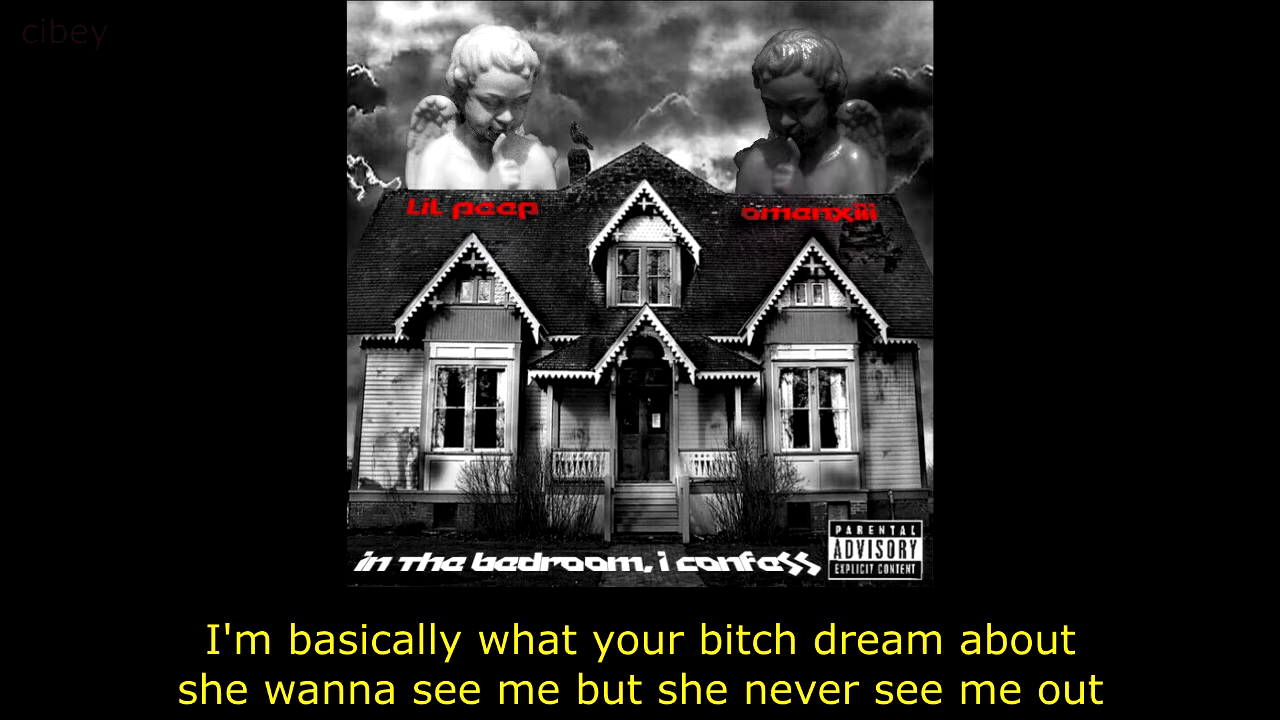 cibey
Lil peep
omenxiii
in The bedroom, i confess
PARENTAL
ADVISORY
EXPLICIT CONTENT
I'm basically what your bitch dream about
she wanna see me but she never see me out